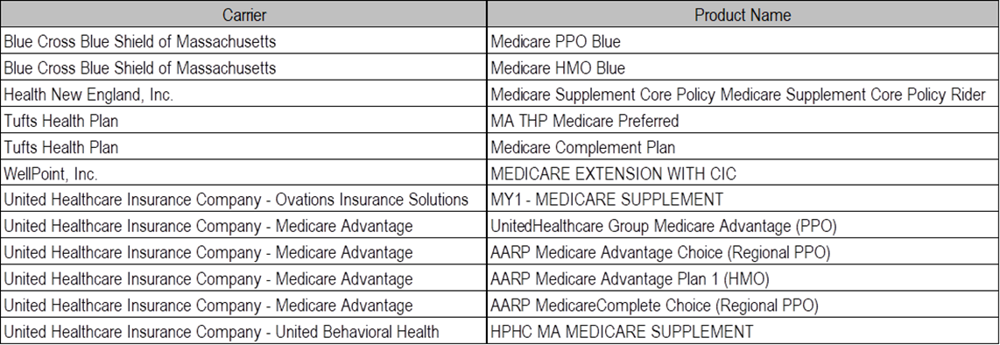 Carrier Product Name
Blue Cross Blue Shield of Massachusetts Medicare PPO Blue
Blue Cross Blue Shield of Massachusetts Medicare HMO Blue
Health New England, Inc. Medicare Supplement Core Policy Medicare Supplement Core Policy Rider
Tufts Health Plan MA THP Medicare Preferred
Tufts Health Plan Medicare Complement Plan
WellPoint, Inc. MEDICARE EXTENSION WITH CIC
United Healthcare Insurance Company - Ovations Insurance Solutions MY1 - MEDICARE SUPPLEMENT
United Healthcare Insurance Company - Medicare Advantage UnitedHealthcare Group Medicare Advantage (PPO)
United Healthcare Insurance Company - Medicare Advantage AARP Medicare Advantage Choice (Regional PPO)
United Healthcare Insurance Company - Medicare Advantage AARP Medicare Advantage Plan 1 (HMO)
United Healthcare Insurance Company - Medicare Advantage AARP MedicareComplete Choice (Regional PPO)
United Healthcare Insurance Company - United Behavioral Health HPHC MA MEDICARE SUPPLEMENT